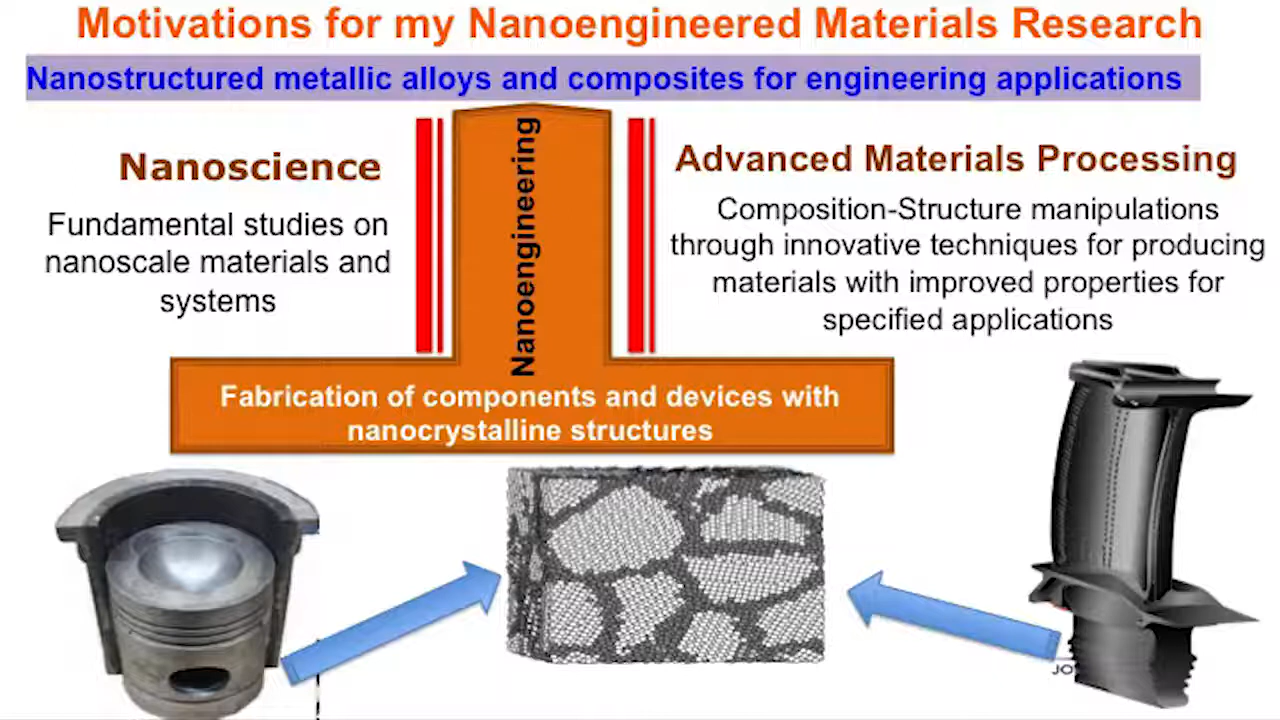 Motivations for my Nanoengineered Materials Research
Nanostructured metallic alloys and composites for engineering applications
Nanoscience
Fundamental studies on
nanoscale materials and
systems
Nanoengineering
Advanced Materials Processing
Composition-Structure manipulations
through innovative techniques for producing
materials with improved properties for
specified applications
Fabrication of components and devices with
nanocrystalline structures